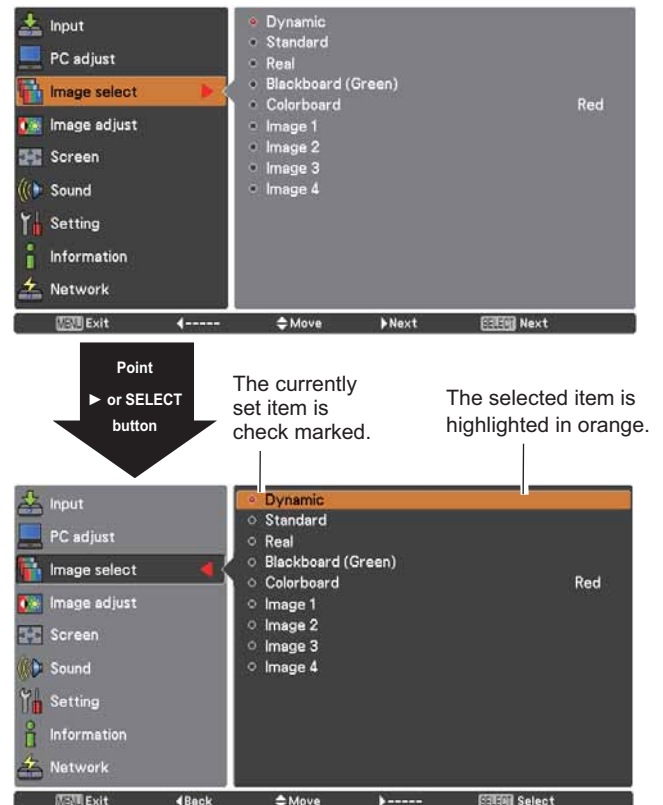 Input
PC adjust
Image select
Image adjust
Screen
Sound
Setting
Information
Network
Dynamic
Standard
Real
Blackboard (Green)
Colorboard Red
Image 1
Image 2
Image 3
Image 4
MENU Exit ◄----- Move ►Next SELECT Next
Point
► or SELECT
button
The currently
set item is
check marked.
The selected item is
highlighted in orange.
Input
PC adjust
Image select
Image adjust
Screen
Sound
Setting
Information
Network
Dynamic
Standard
Real
Blackboard (Green)
Colorboard Red
Image 1
Image 2
Image 3
Image 4
MENU Exit ◄Back Move ►----- SELECT Select